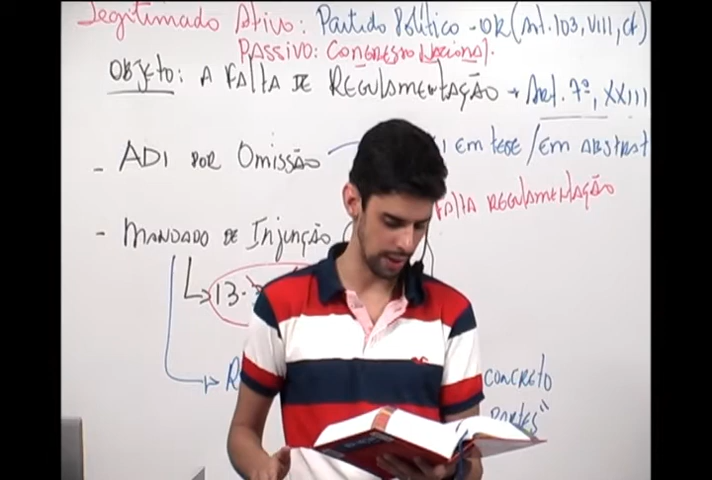 Legitimado Ativo: Partido Político - OK (Art. 103, VIII, CF)
PASSIVO: Congresso Nacional.
Objeto: A FALTA DE REGULAMENTAÇÃO → Art. 7º, XXIII
- ADI POR OMISSÃO
EM TESE / EM ABSTRAT
FALTA REGULAMENTAÇÃO
- MANDADO DE INJUNÇÃO
13.
CONCRETO
PARTES"